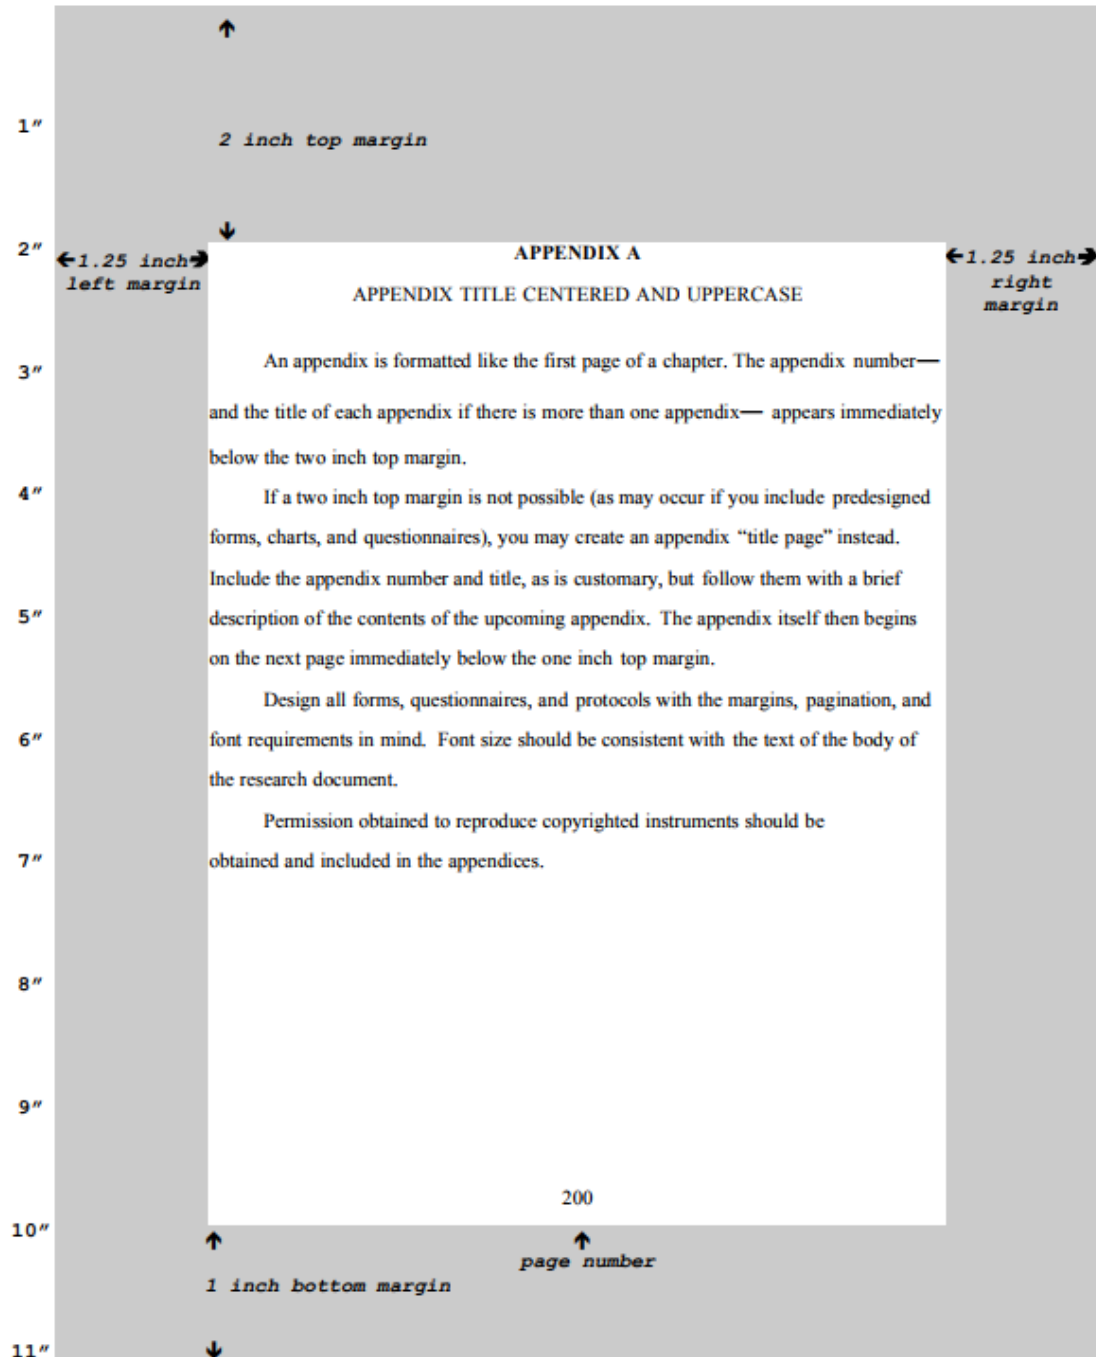 1″
2 inch top margin
2″
←1.25 inch→
left margin
APPENDIX A
←1.25 inch→
right
margin
APPENDIX TITLE CENTERED AND UPPERCASE
3″
An appendix is formatted like the first page of a chapter. The appendix number—
and the title of each appendix if there is more than one appendix— appears immediately
below the two inch top margin.
4″
If a two inch top margin is not possible (as may occur if you include predesigned
forms, charts, and questionnaires), you may create an appendix “title page” instead.
Include the appendix number and title, as is customary, but follow them with a brief
5″
description of the contents of the upcoming appendix. The appendix itself then begins
on the next page immediately below the one inch top margin.
Design all forms, questionnaires, and protocols with the margins, pagination, and
6″
font requirements in mind. Font size should be consistent with the text of the body of
the research document.
Permission obtained to reproduce copyrighted instruments should be
7″
obtained and included in the appendices.
8″
9″
200
10″
page number
1 inch bottom margin
11″